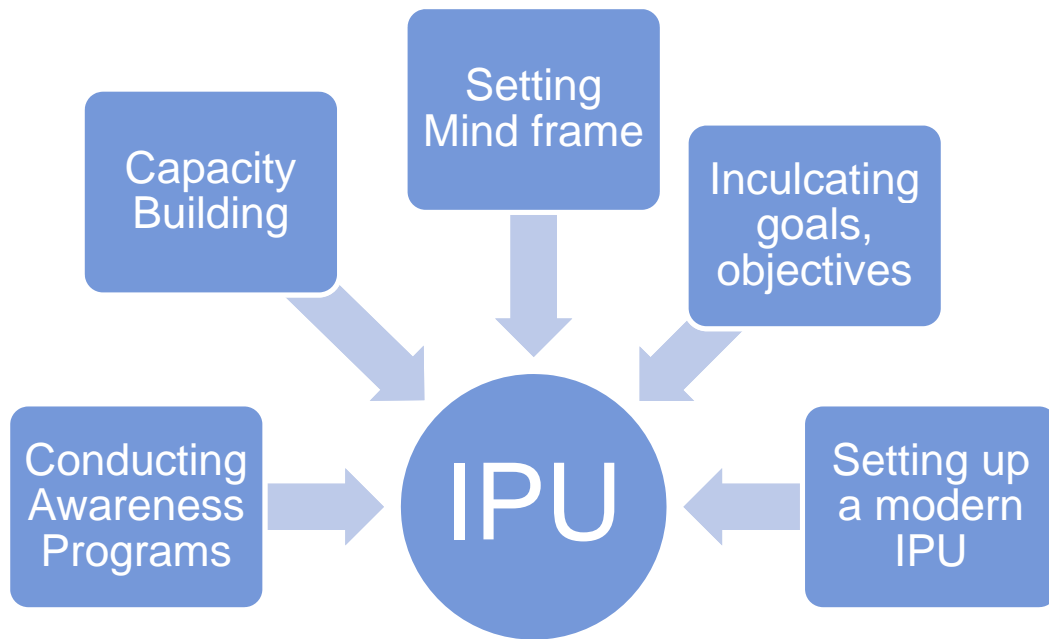 Setting
Mind frame
Capacity
Building
Inculcating
goals,
objectives
Conducting
Awareness
Programs
IPU
Setting up
a modern
IPU